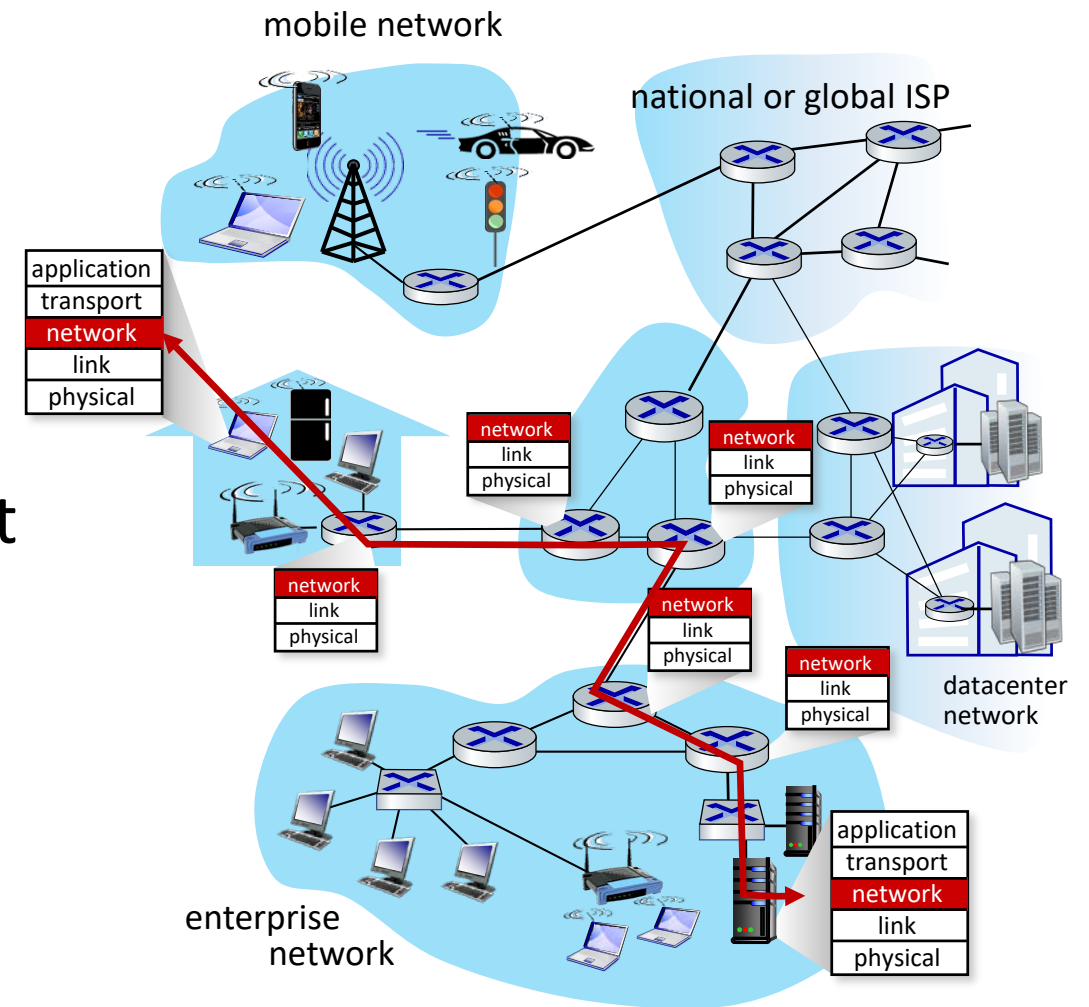 mobile network
national or global ISP
application
transport
network
link
physical
network
link
physical
network
link
physical
network
link
physical
network
link
physical
network
link
physical
datacenter
network
t
application
transport
network
link
physical
enterprise
network